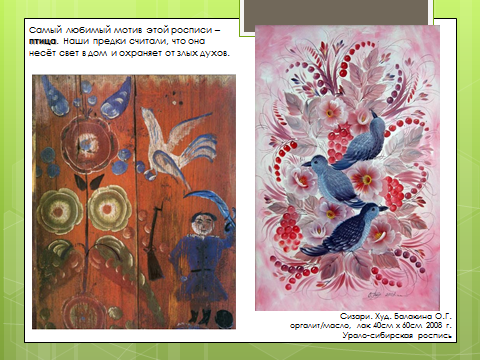 Самый любимый мотив этой росписи –
птица. Наши предки считали, что она
несёт свет в дом и охраняет от злых духов.
Сизари. Худ. Балакина О.Г.
оргалит/масло, лак 40см х 60см 2008 г.
Урало-сибирская роспись